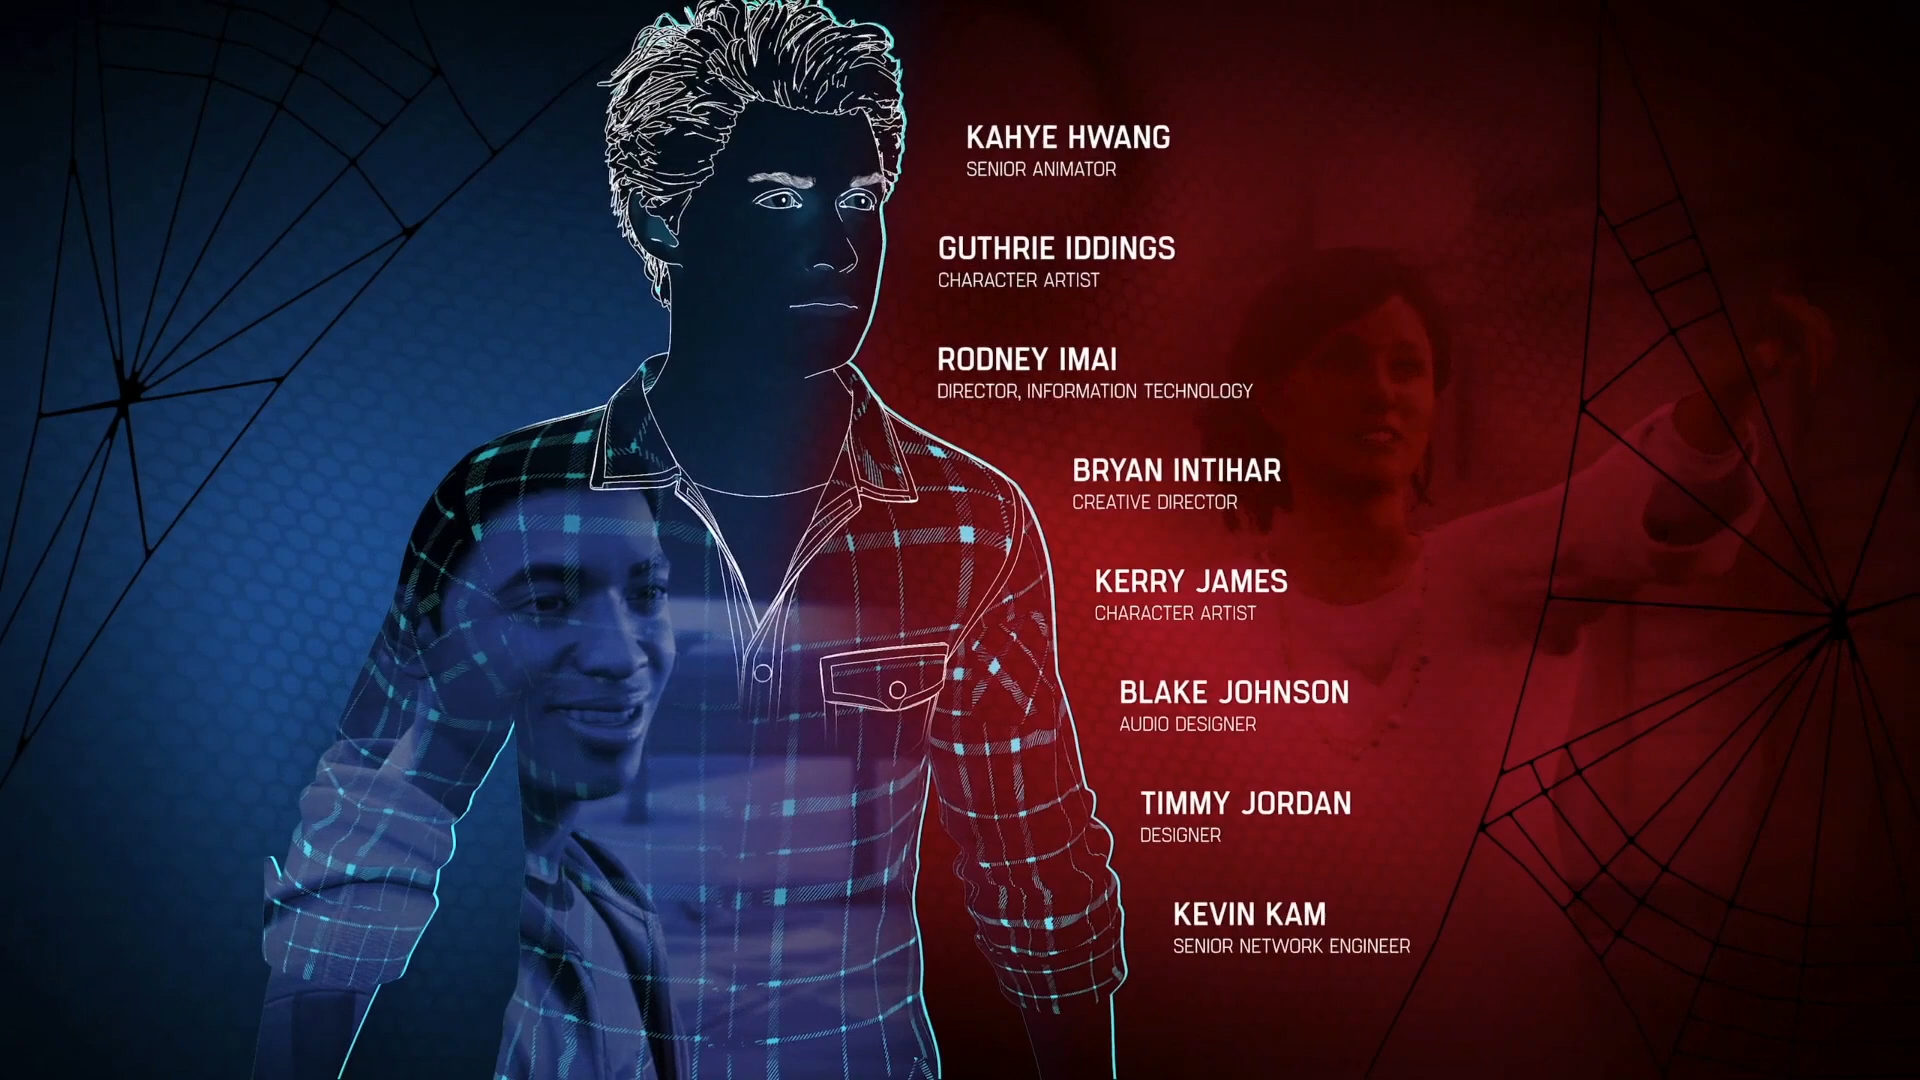 KAHYE HWANG
SENIOR ANIMATOR
GUTHRIE IDDINGS
CHARACTER ARTIST
RODNEY IMAI
DIRECTOR, INFORMATION TECHNOLOGY
BRYAN INTIHAR
CREATIVE DIRECTOR
KERRY JAMES
CHARACTER ARTIST
BLAKE JOHNSON
AUDIO DESIGNER
TIMMY JORDAN
DESIGNER
KEVIN KAM
SENIOR NETWORK ENGINEER